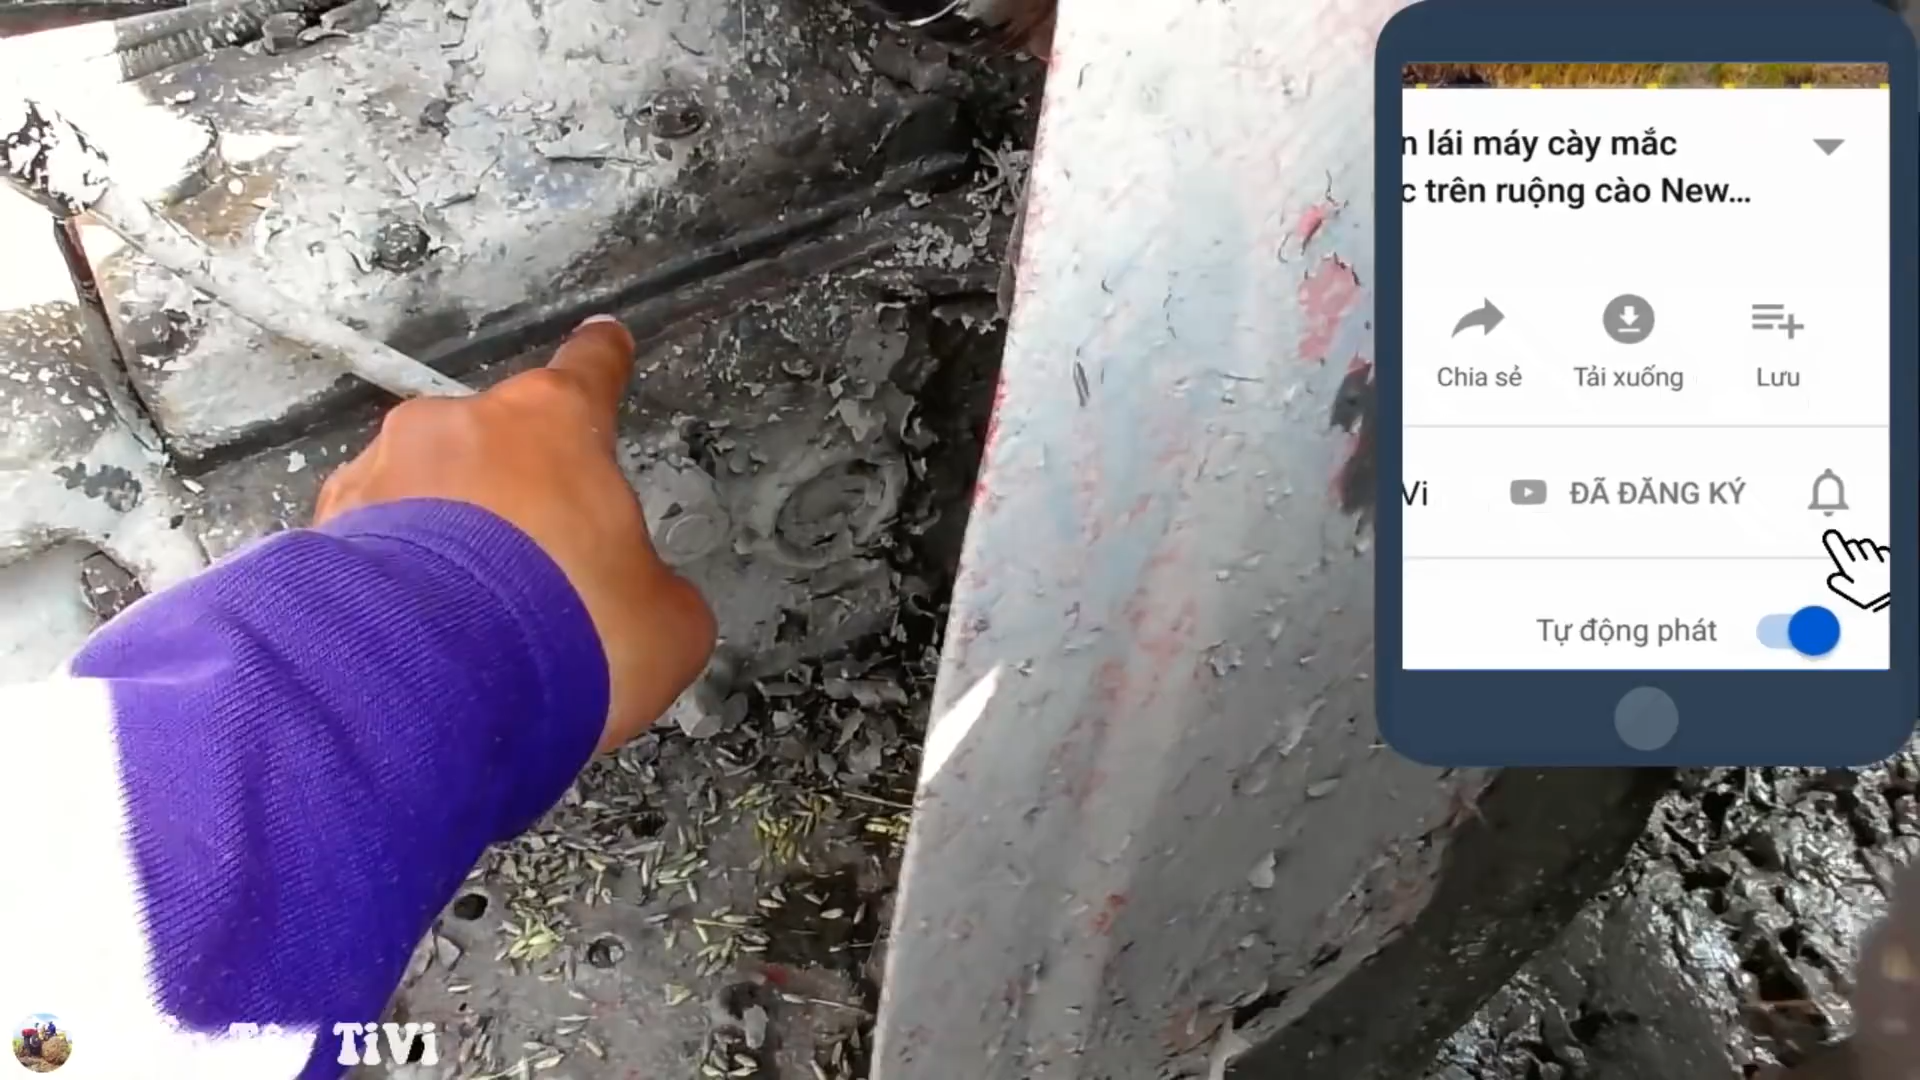 n lái máy cày mắc
c trên ruộng cào New...
Chia sẻ
Tải xuống
Lưu
Vi
ĐÃ ĐĂNG KÝ
Tự động phát
TiVi